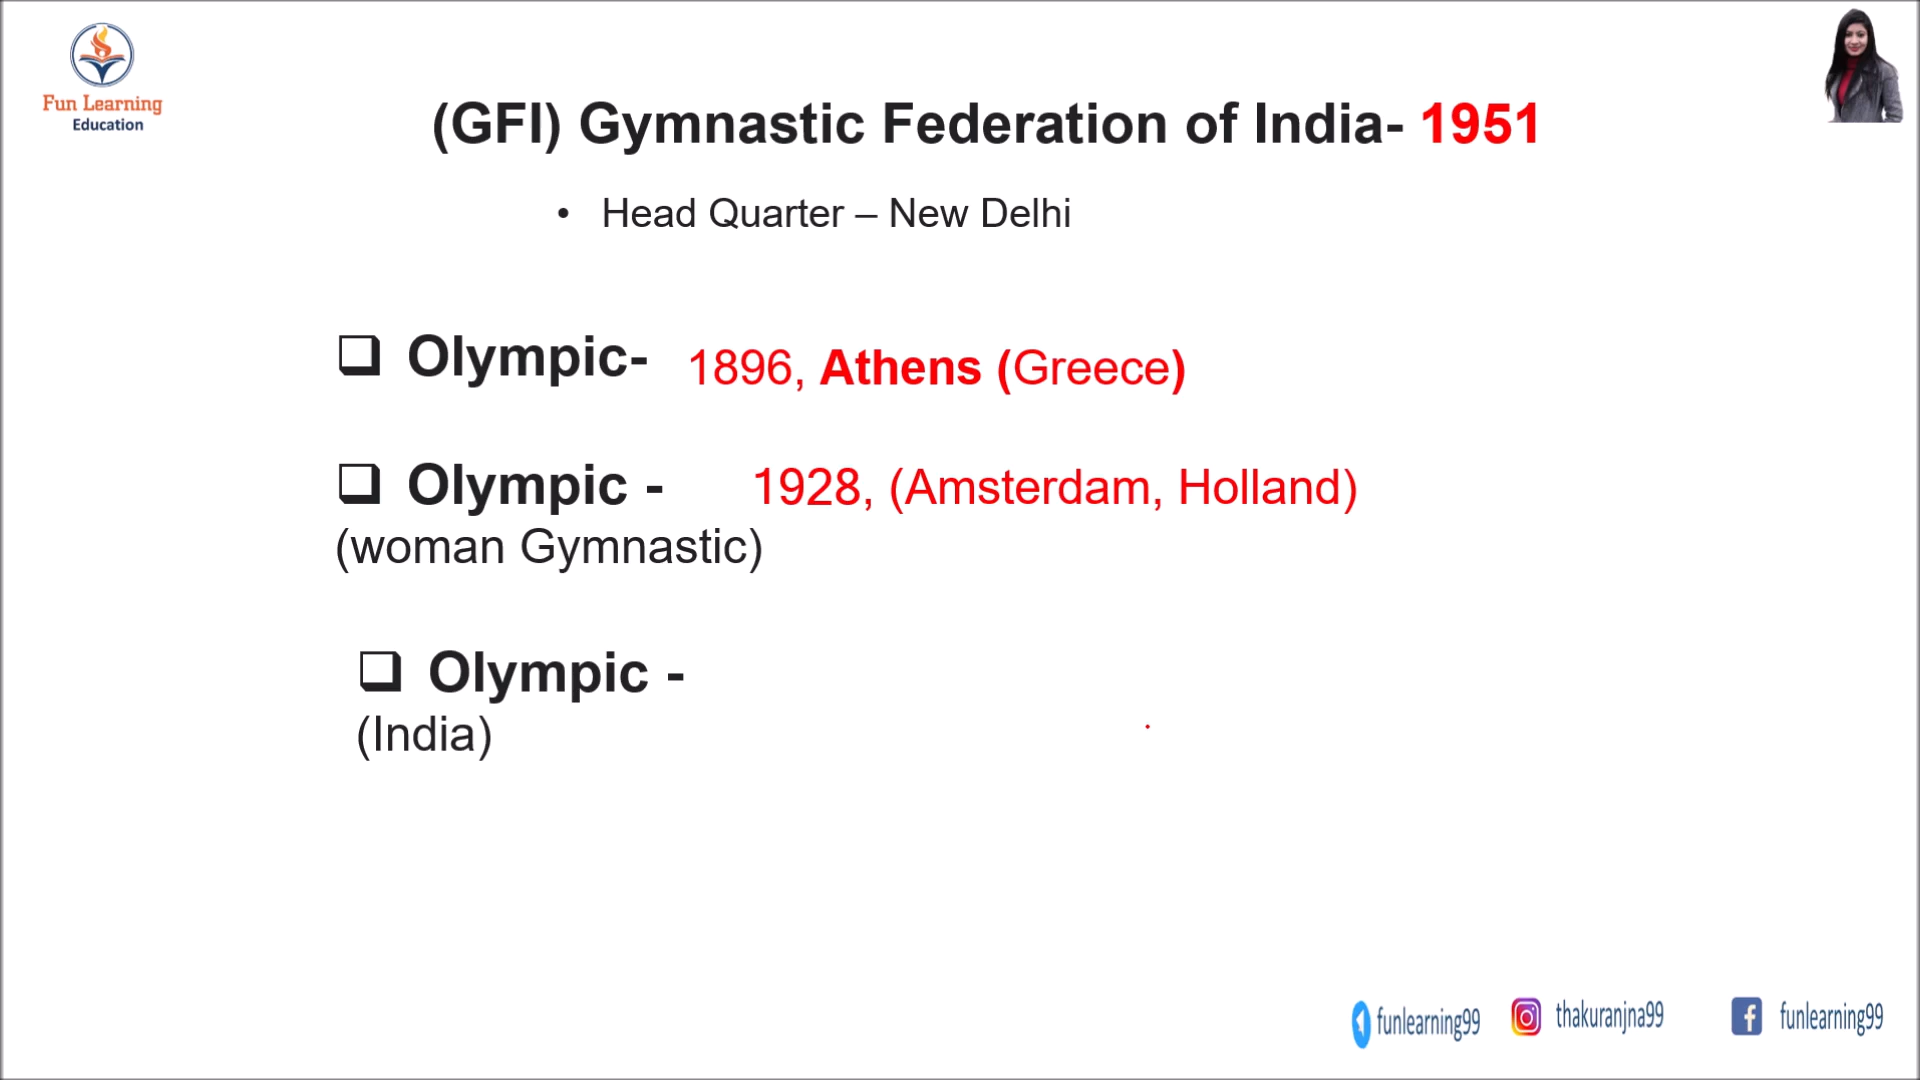 Fun Learning
Education
(GFI) Gymnastic Federation of India- 1951
• Head Quarter – New Delhi
❑ Olympic- 1896, Athens (Greece)
❑ Olympic - 1928, (Amsterdam, Holland)
(woman Gymnastic)
❑ Olympic -
(India)
funlearning99 thakuranjna99 funlearning99